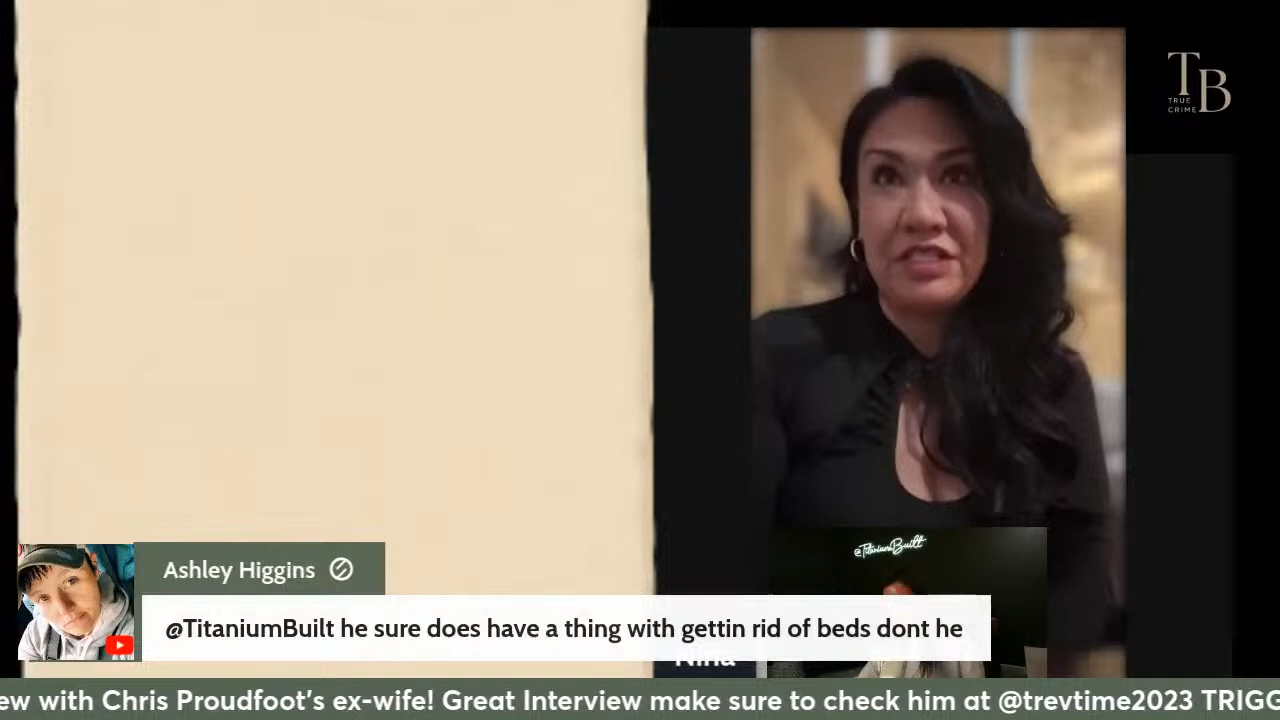 TB
TRUE
CRIME
@TitaniumBuilt
Ashley Higgins
@TitaniumBuilt he sure does have a thing with gettin rid of beds dont he
Nina
ew with Chris Proudfoot's ex-wife! Great Interview make sure to check him at @trevtime2023 TRIGG